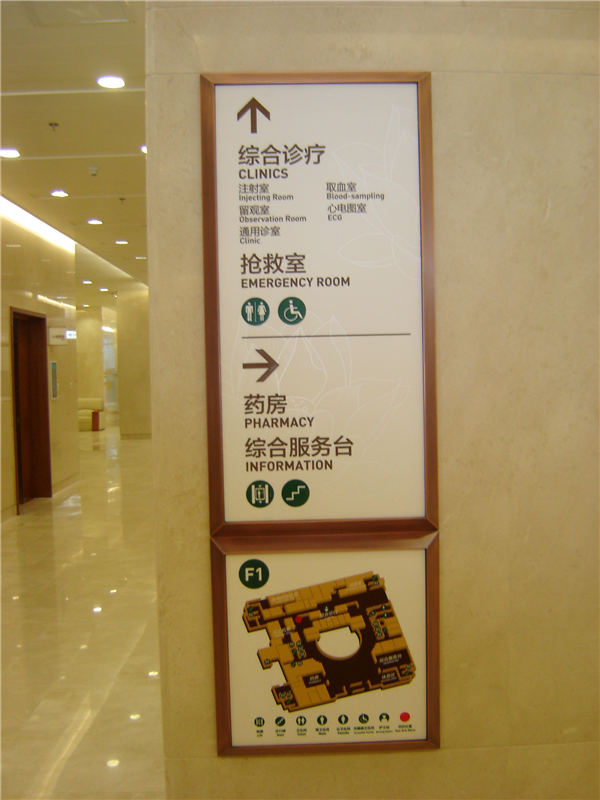 综合诊疗
CLINICS
注射室 取血室
Injecting Room Blood-sampling
留观室 心电图室
Observation Room ECG
通用诊室
Clinic
抢救室
EMERGENCY ROOM
药房
PHARMACY
综合服务台
INFORMATION
F1